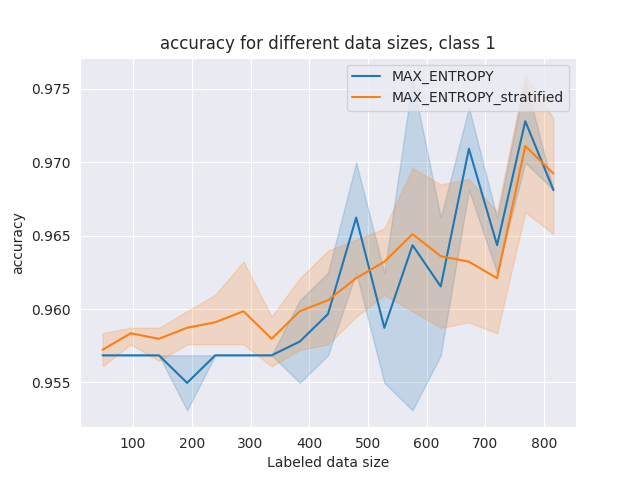 accuracy for different data sizes, class 1
MAX_ENTROPY
MAX_ENTROPY_stratified
0.975
0.970
0.965
0.960
0.955
accuracy
100 200 300 400 500 600 700 800
Labeled data size